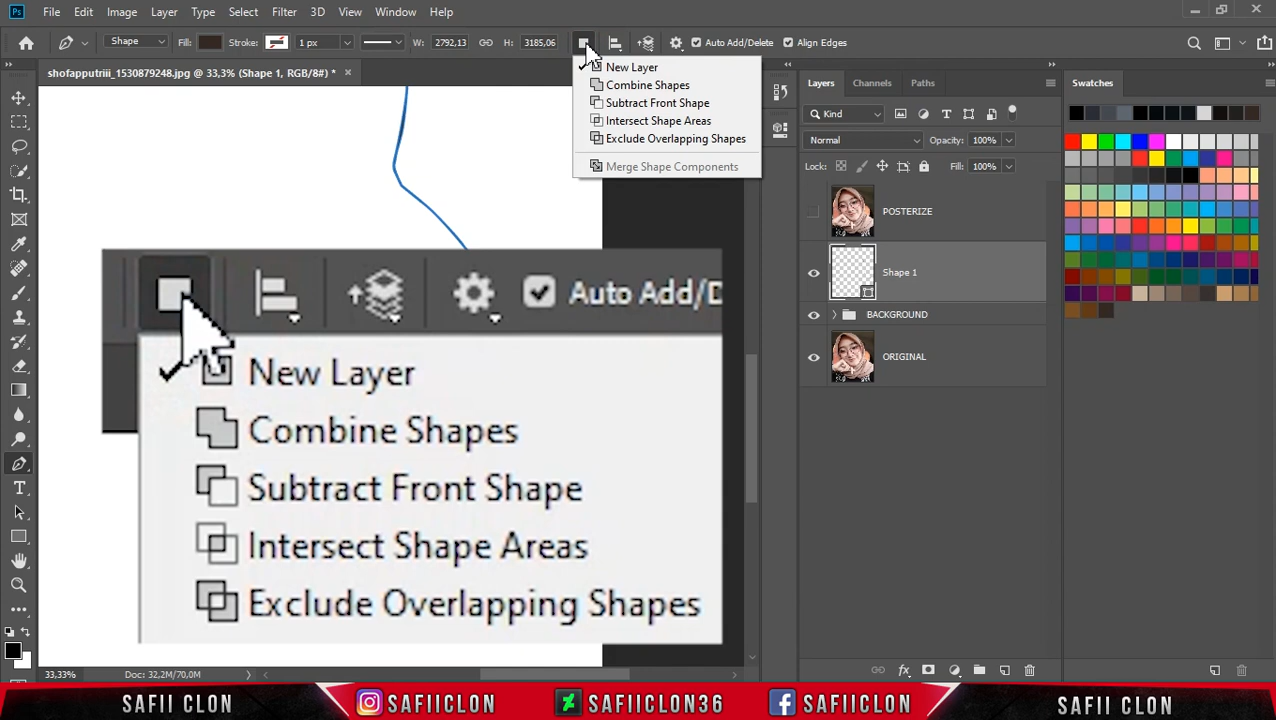 Ps File Edit Image Layer Type Select Filter 3D View Window Help
Shape Fill: Stroke: 1 px W: 2792,13 H: 3185,06 Auto Add/Delete Align Edges
shofapputriii_1530879248.jpg @ 33,3% (Shape 1, RGB/8#) * ×
New Layer
Combine Shapes
Subtract Front Shape
Intersect Shape Areas
Exclude Overlapping Shapes
Merge Shape Components
Layers Channels Paths
Kind
Normal Opacity: 100%
Lock: Fill: 100%
POSTERIZE
Shape 1
BACKGROUND
ORIGINAL
Swatches
Auto Add/D
New Layer
Combine Shapes
Subtract Front Shape
Intersect Shape Areas
Exclude Overlapping Shapes
33,33% Doc: 32,2M/70,0M
SAFII CLON SAFIICLON SAFIICLON36 SAFIICLON SAFII CLON